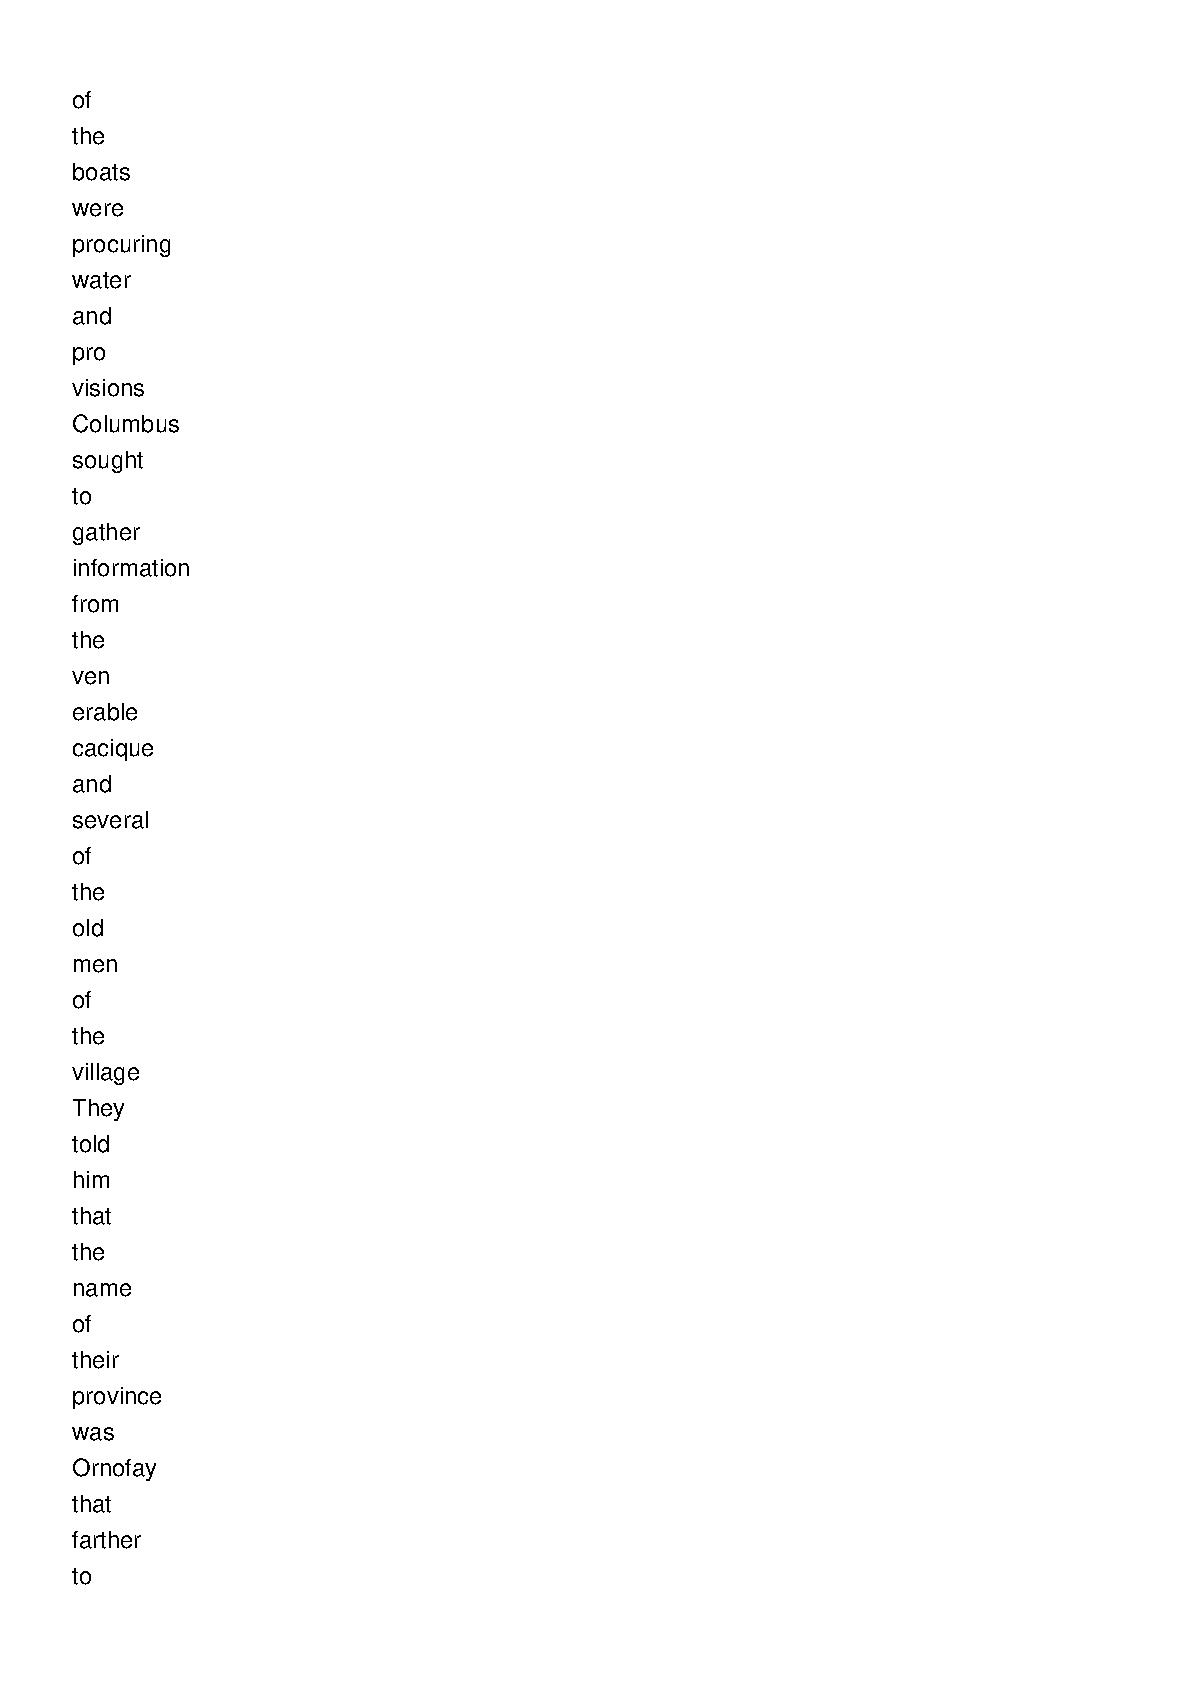 of
the
boats
were
procuring
water
and
pro
visions
Columbus
sought
to
gather
information
from
the
ven
erable
cacique
and
several
of
the
old
men
of
the
village
They
told
him
that
the
name
of
their
province
was
Ornofay
that
farther
to